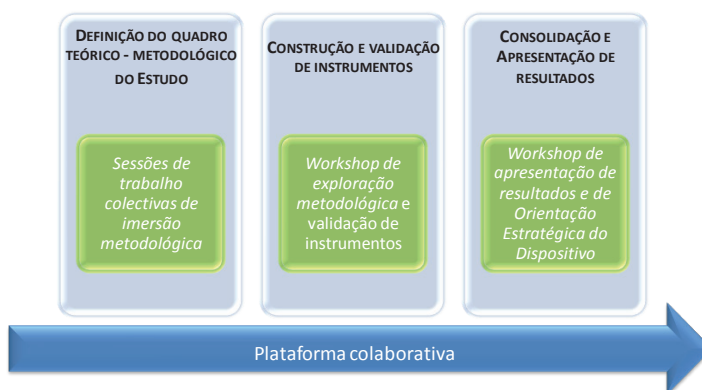 DEFINIÇÃO DO QUADRO
TEÓRICO - METODOLÓGICO
DO ESTUDO
Sessões de
trabalho
colectivas de
imersão
metodológica
CONSTRUÇÃO E VALIDAÇÃO
DE INSTRUMENTOS
Workshop de
exploração
metodológica e
validação de
instrumentos
CONSOLIDAÇÃO E
APRESENTAÇÃO DE
RESULTADOS
Workshop de
apresentação de
resultados e de
Orientação
Estratégica do
Dispositivo
Plataforma colaborativa